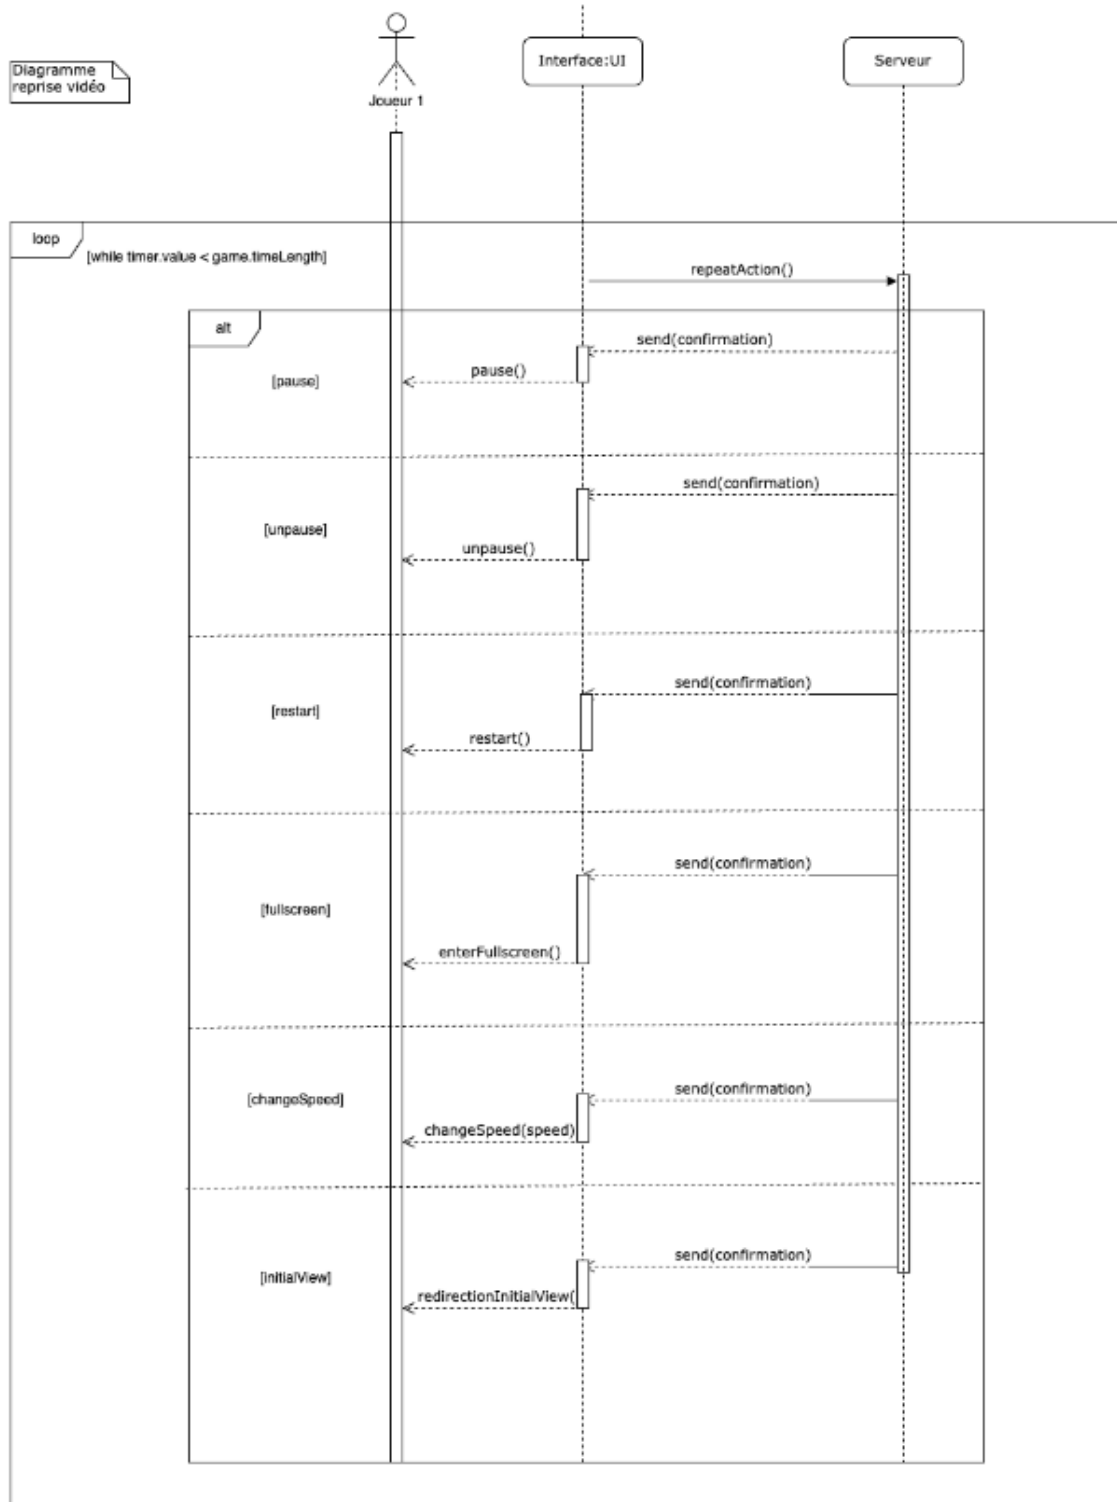 Diagramme
reprise vidéo
Joueur 1
Interface:UI
Serveur
loop
[while timer.value < game.timeLength]
repeatAction()
alt
send(confirmation)
[pause]
pause()
send(confirmation)
[unpause]
unpause()
send(confirmation)
[restart]
restart()
send(confirmation)
[fullscreen]
enterFullscreen()
send(confirmation)
[changeSpeed]
changeSpeed(speed)
send(confirmation)
[initialView]
redirectionInitialView(